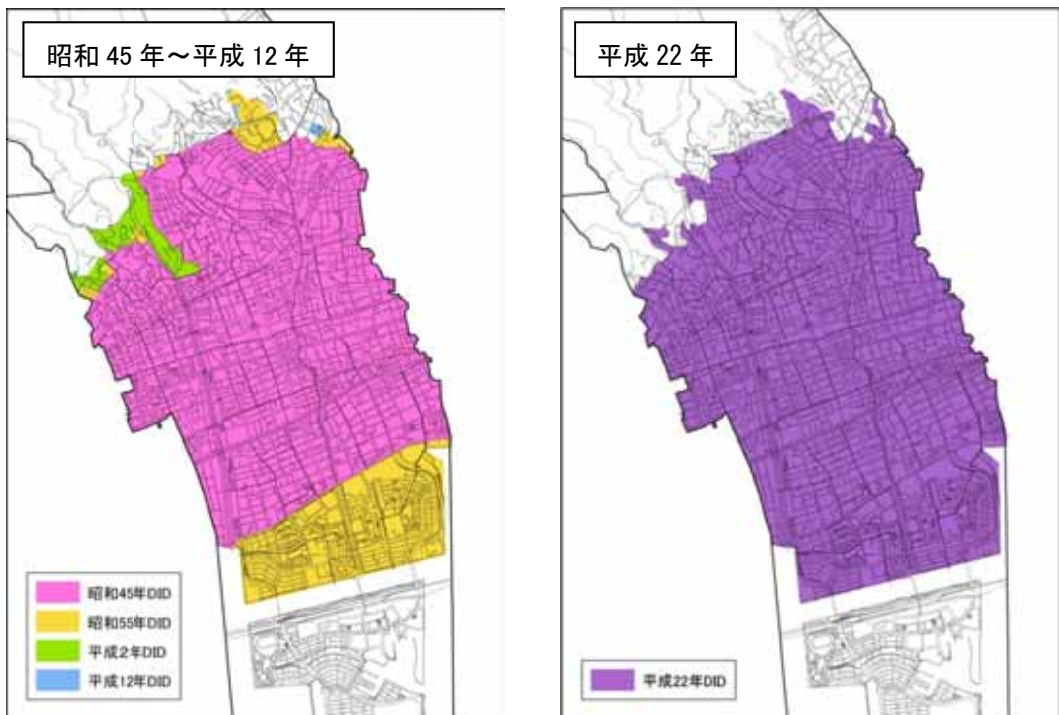 昭和 45 年～平成 12 年
昭和45年DID
昭和55年DID
平成2年DID
平成12年DID
平成 22 年
平成22年DID